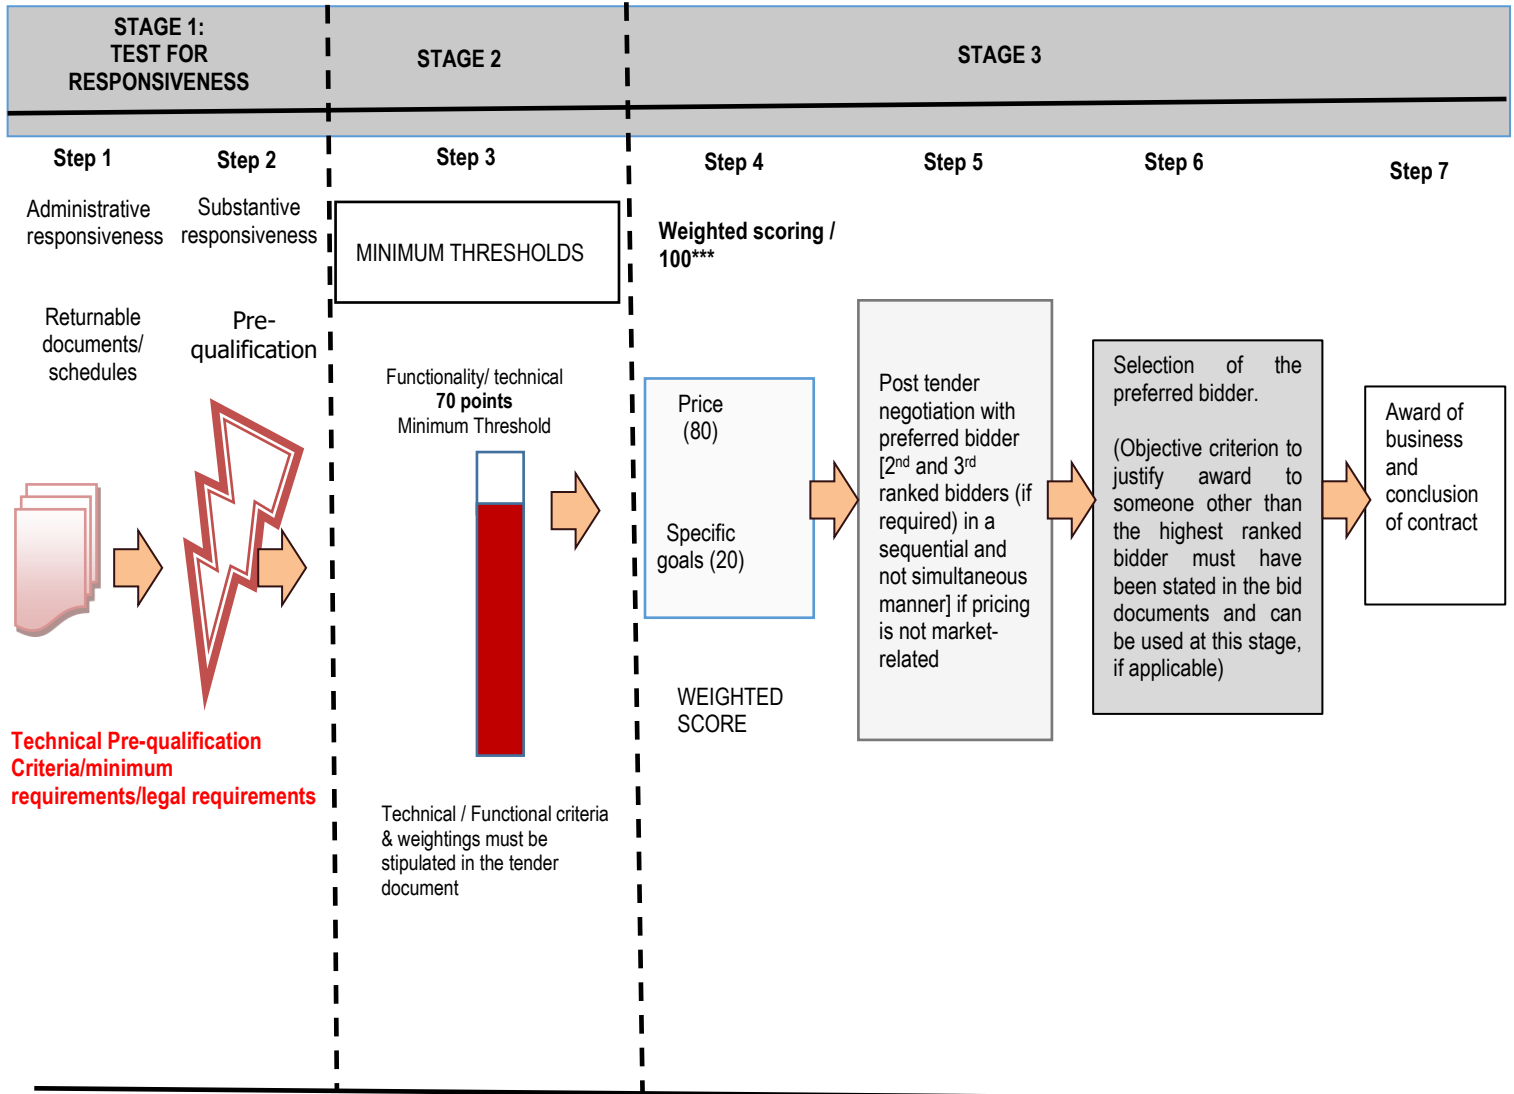 STAGE 1:
TEST FOR
RESPONSIVENESS
STAGE 2
STAGE 3
Step 1
Step 2
Step 3
Step 4
Step 5
Step 6
Step 7
Administrative
responsiveness
Substantive
responsiveness
MINIMUM THRESHOLDS
Weighted scoring /
100***
Returnable
documents/
schedules
Pre-
qualification
Functionality/ technical
70 points
Minimum Threshold
Price
(80)
Specific
goals (20)
WEIGHTED
SCORE
Post tender
negotiation with
preferred bidder
[2nd and 3rd
ranked bidders (if
required) in a
sequential and
not simultaneous
manner] if pricing
is not market-
related
Selection of the
preferred bidder.
(Objective criterion to
justify award to
someone other than
the highest ranked
bidder must have
been stated in the bid
documents and can
be used at this stage,
if applicable)
Award of
business
and
conclusion
of contract
Technical Pre-qualification
Criteria/minimum
requirements/legal requirements
Technical / Functional criteria
& weightings must be
stipulated in the tender
document